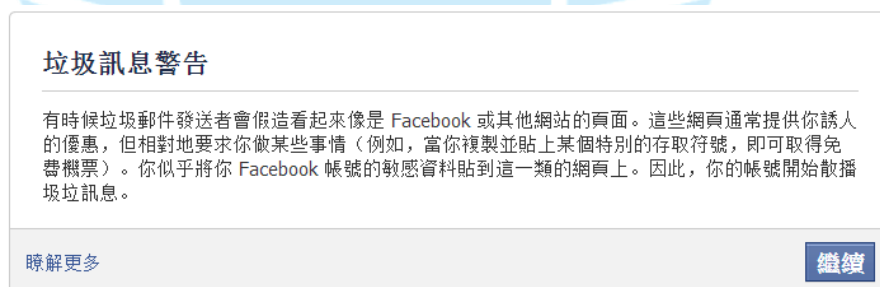 垃圾訊息警告
有時候垃圾郵件發送者會假造看起來像是 Facebook 或其他網站的頁面。這些網頁通常提供你誘人
的優惠，但相對地要求你做某些事情（例如，當你複製並貼上某個特別的存取符號，即可取得免
費機票）。你似乎將你 Facebook 帳號的敏感資料貼到這一類的網頁上。因此，你的帳號開始散播
圾垃訊息。
瞭解更多
繼續